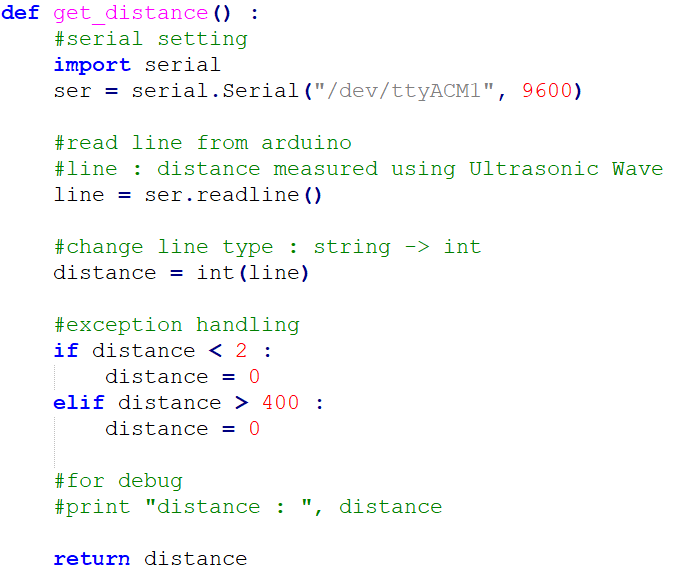 def get_distance() :
    #serial setting
    import serial
    ser = serial.Serial("/dev/ttyACM1", 9600)

    #read line from arduino
    #line : distance measured using Ultrasonic Wave
    line = ser.readline()

    #change line type : string -> int
    distance = int(line)

    #exception handling
    if distance < 2 :
        distance = 0
    elif distance > 400 :
        distance = 0

    #for debug
    #print "distance : ", distance

    return distance